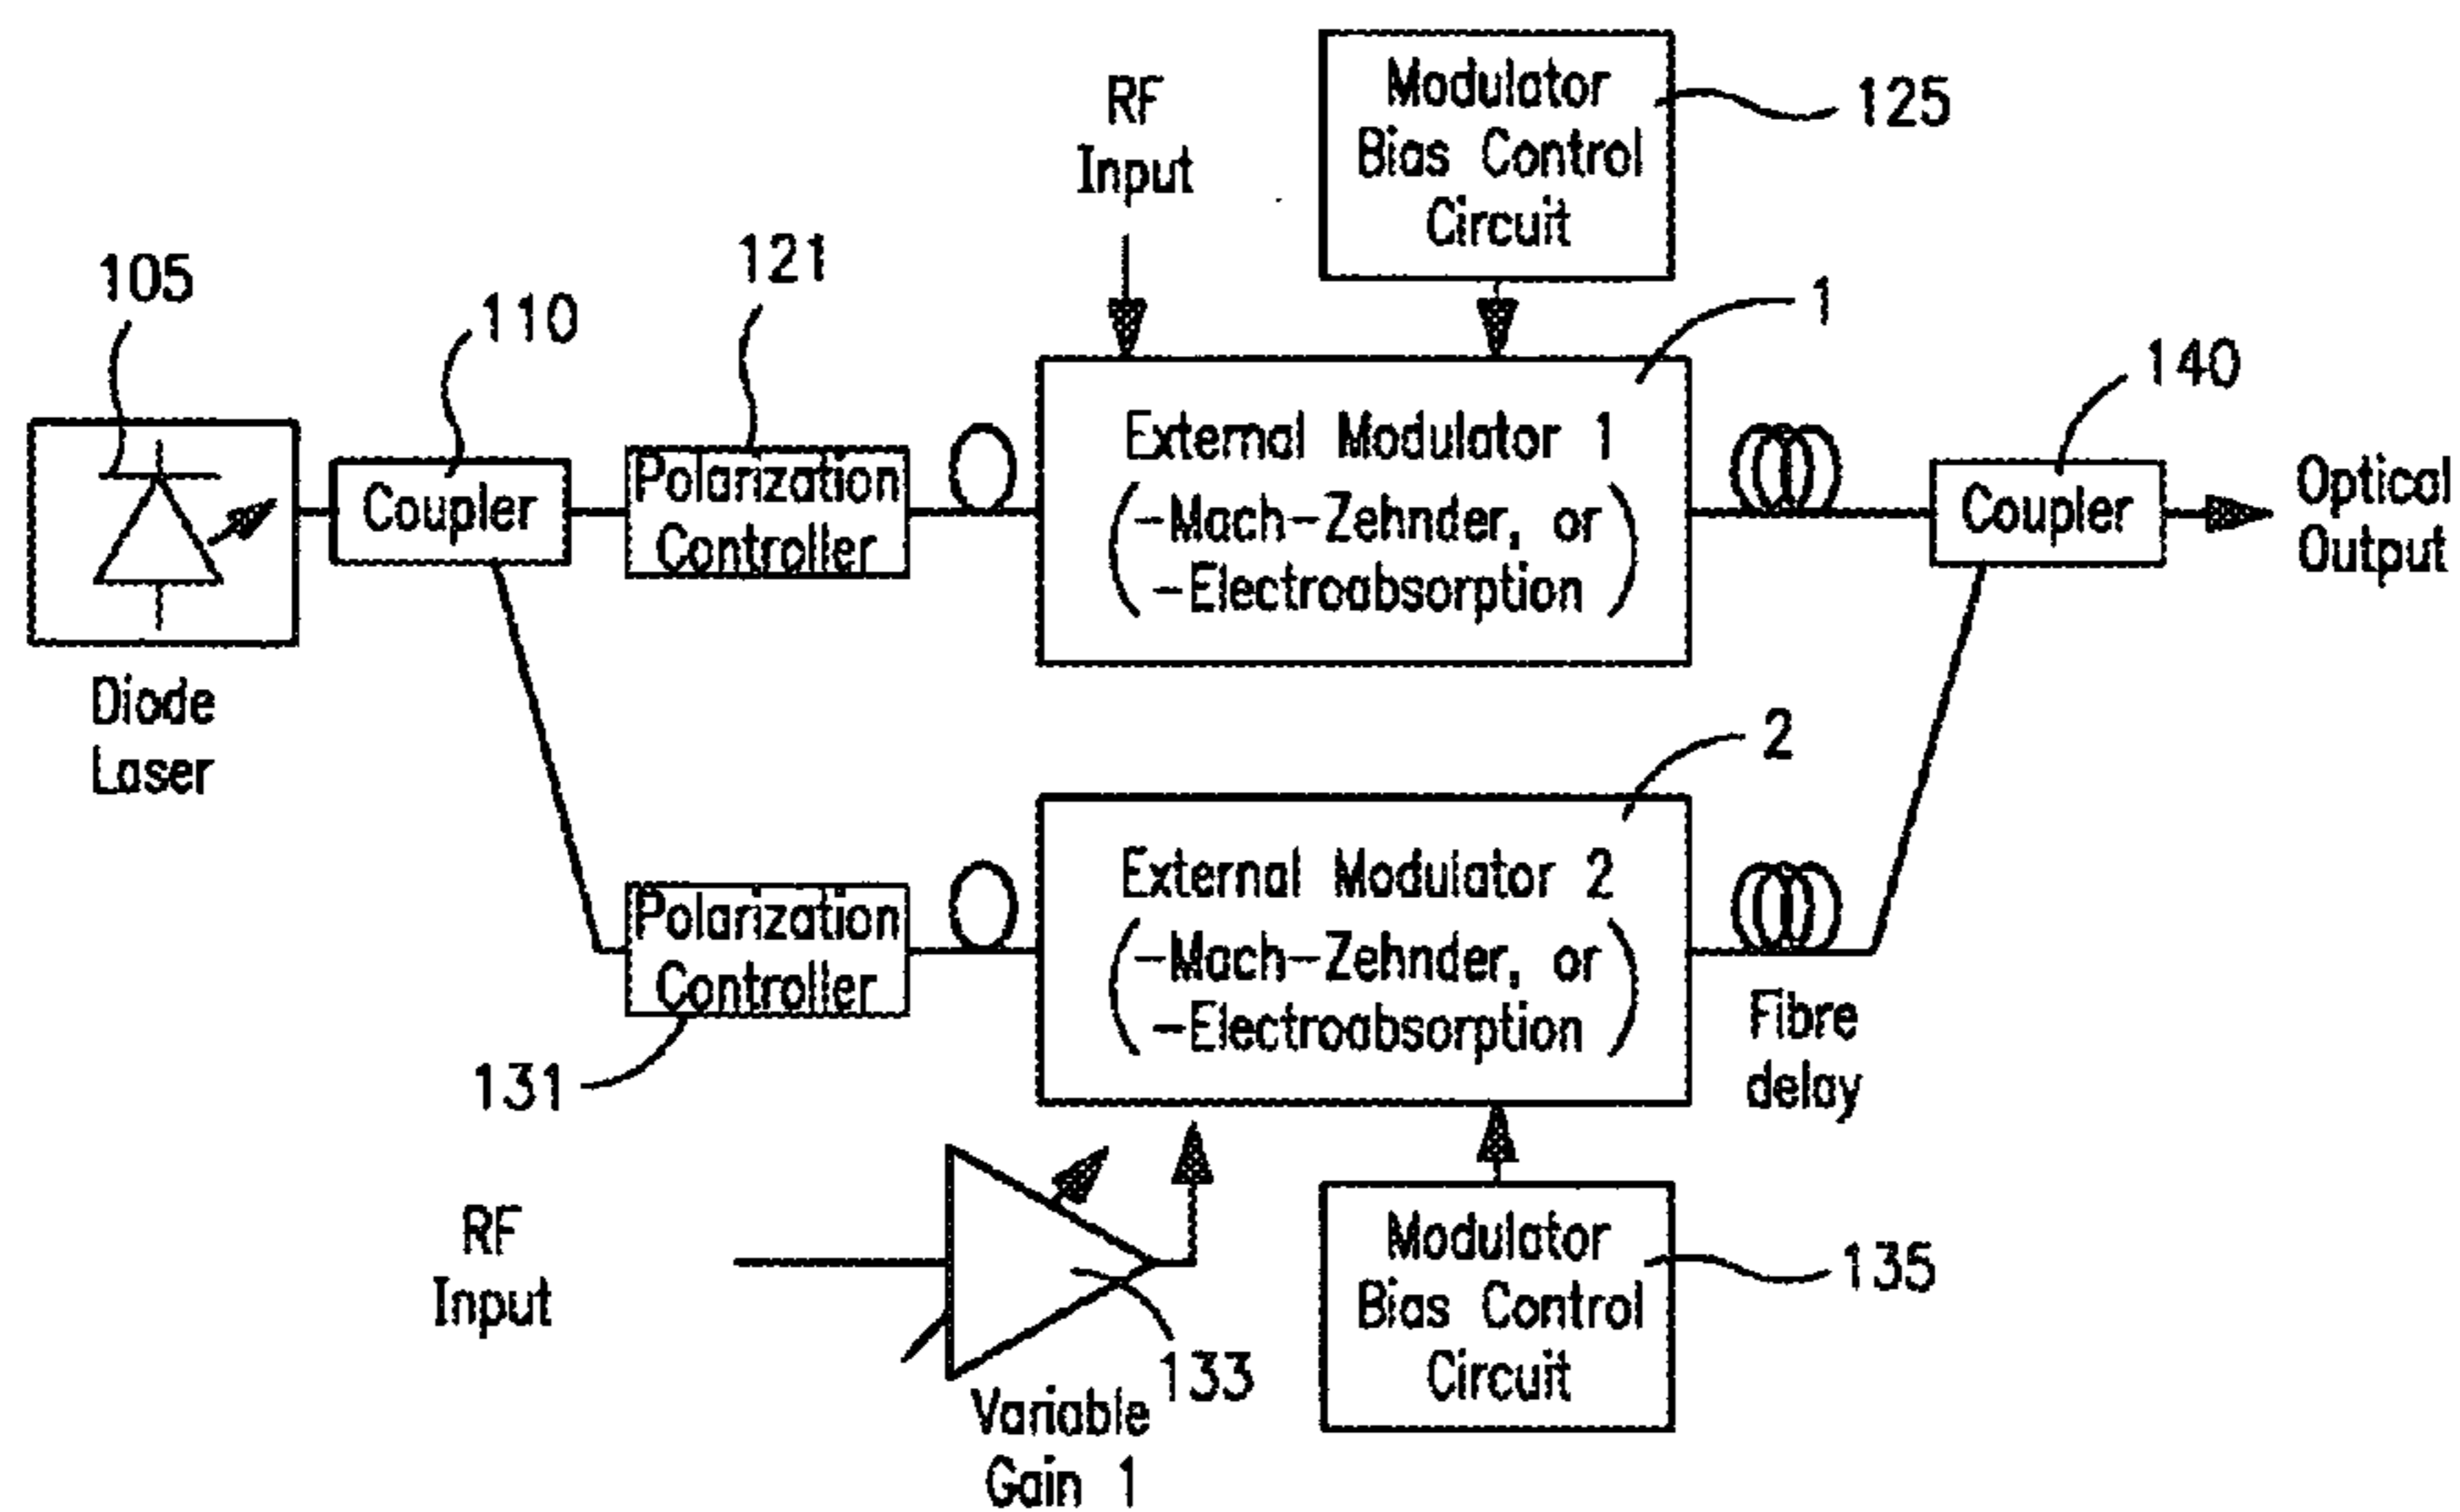 RF
Input
Modulator
Bias Control
Circuit
125
105
110
121
1
140
Coupler
Polarization
Controller
External Modulator 1
(-Mach-Zehnder, or
-Electroabsorption)
Coupler
Optical
Output
Diode
Laser
2
Polarization
Controller
External Modulator 2
(-Mach-Zehnder, or
-Electroabsorption)
Fibre
delay
131
RF
Input
133
Variable
Gain 1
Modulator
Bias Control
Circuit
135